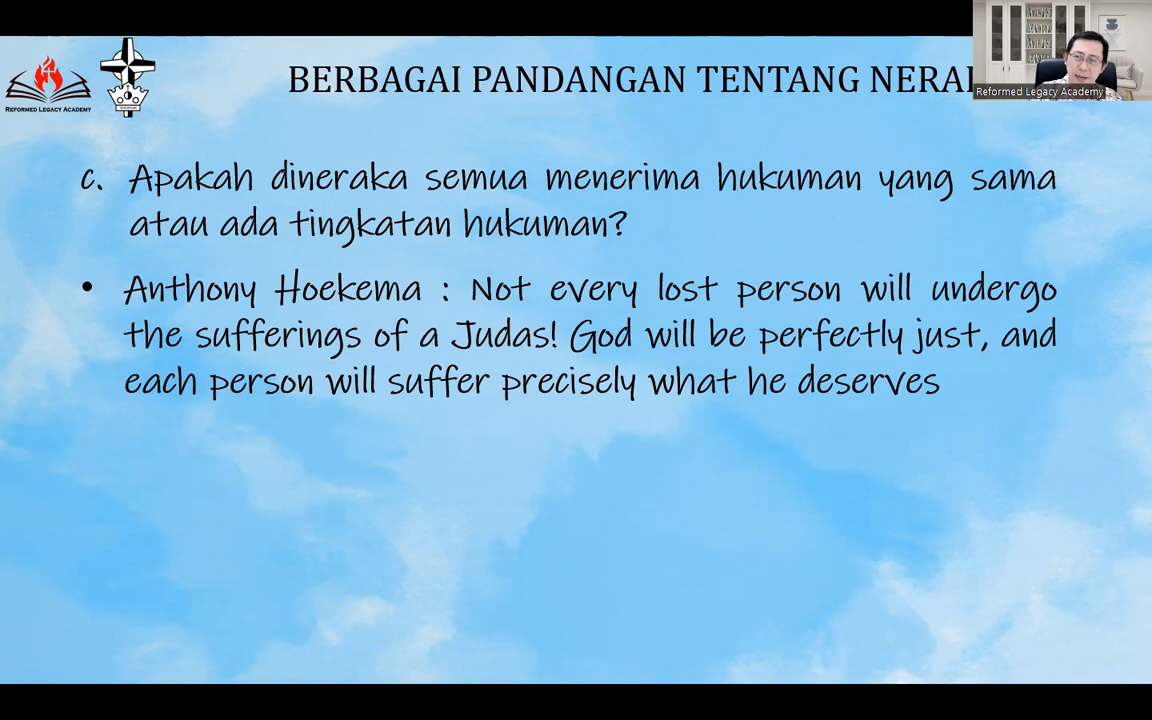 BERBAGAI PANDANGAN TENTANG
Reformed Legacy Academy
REFORMED LEGACY ACADEMY
c. Apakah dineraka semua menerima hukuman yang sama
atau ada tingkatan hukuman?
• Anthony Hoekema : Not every lost person will undergo
the sufferings of a Judas! God will be perfectly just, and
each person will suffer precisely what he deserves